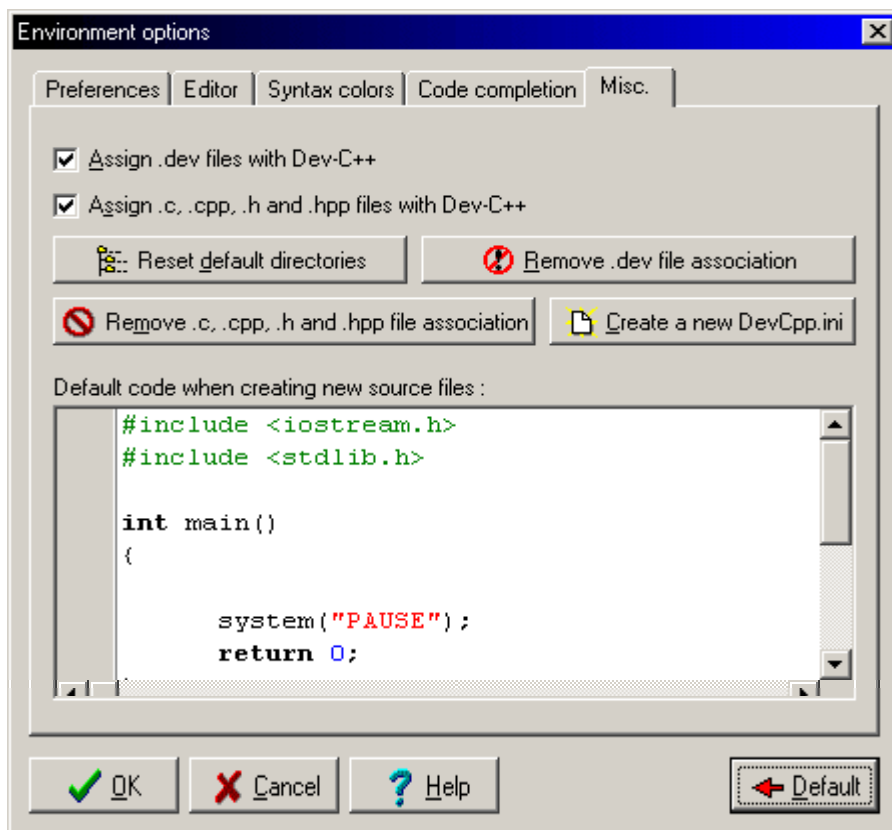 Environment options
Preferences Editor Syntax colors Code completion Misc.
Assign .dev files with Dev-C++
Assign .c, .cpp, .h and .hpp files with Dev-C++
Reset default directories Remove .dev file association
Remove .c, .cpp, .h and .hpp file association Create a new DevCpp.ini
Default code when creating new source files :
#include <iostream.h>
#include <stdlib.h>
int main()
{
system("PAUSE");
return 0;
OK Cancel Help Default